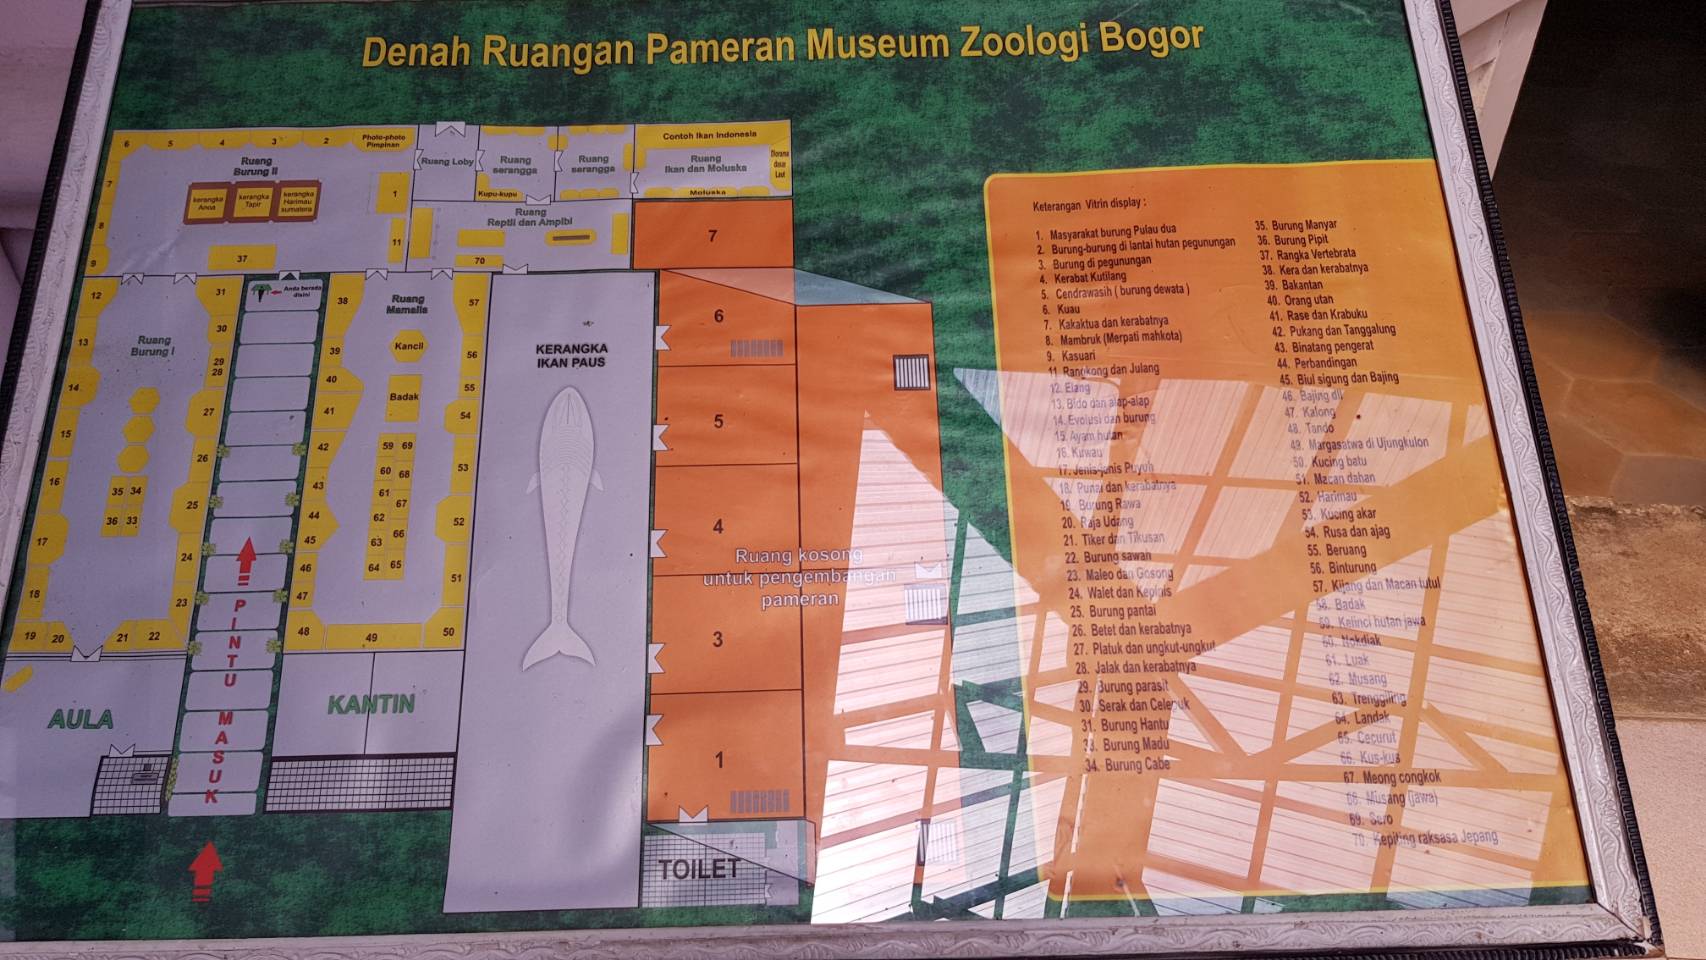 Denah Ruangan Pameran Museum Zoologi Bogor
6
5
4
3
2
Photo-photo
Pimpinan
Ruang
Burung II
7
8
9
kerangka
Anoa
kerangka
Tapir
kerangka
Harimau
sumatera
1
11
37
Ruang Loby
Ruang
serangga
Kupu-kupu
Ruang
serangga
Contoh Ikan Indonesia
Ruang
Ikan dan Moluska
Diorama
dasar
Laut
Moluska
Ruang
Reptil dan Ampibi
70
7
12
13
14
15
16
17
18
19
20
21
22
23
24
25
26
27
29
28
30
31
Ruang
Burung I
35
34
36
33
Anda berada
disini
PINTU MASUK
38
39
40
41
42
43
44
45
46
47
48
49
50
51
52
53
54
55
56
57
Ruang
Mamalia
Kancil
Badak
59
69
60
68
61
67
62
66
63
65
64
KERANGKA
IKAN PAUS
6
5
4
3
1
Ruang kosong
untuk pengembangan
pameran
AULA
KANTIN
TOILET
Keterangan Vitrin display :
1. Masyarakat burung Pulau dua
2. Burung-burung di lantai hutan pegunungan
3. Burung di pegunungan
4. Kerabat Kutilang
5. Cendrawasih ( burung dewata )
6. Kuau
7. Kakaktua dan kerabatnya
8. Mambruk (Merpati mahkota)
9. Kasuari
11. Rangkong dan Julang
12. Elang
13. Bido dan alap-alap
14. Evolusi dan burung
15. Ayam hutan
16. Kuwau
17. Jenis-jenis Puyuh
18. Punai dan kerabatnya
19. Burung Rawa
20. Raja Udang
21. Tiker dan Tikusan
22. Burung sawah
23. Maleo dan Gosong
24. Walet dan Kepinis
25. Burung pantai
26. Betet dan kerabatnya
27. Platuk dan ungkut-ungkut
28. Jalak dan kerabatnya
29. Burung parasit
30. Serak dan Celepuk
31. Burung Hantu
33. Burung Madu
34. Burung Cabe
35. Burung Manyar
36. Burung Pipit
37. Rangka Vertebrata
38. Kera dan kerabatnya
39. Bakantan
40. Orang utan
41. Rase dan Krabuku
42. Pukang dan Tanggalung
43. Binatang pengerat
44. Perbandingan
45. Biul sigung dan Bajing
46. Bajing dll
47. Kalong
48. Tando
49. Margasatwa di Ujungkulon
50. Kucing batu
51. Macan dahan
52. Harimau
53. Kucing akar
54. Rusa dan ajag
55. Beruang
56. Binturung
57. Kijang dan Macan tutul
58. Badak
59. Kelinci hutan jawa
60. Nokdiak
61. Luak
62. Musang
63. Trenggiling
64. Landak
65. Cecurut
66. Kus-kus
67. Meong congkok
68. Musang (jawa)
69. Sero
70. Kepiting raksasa Jepang